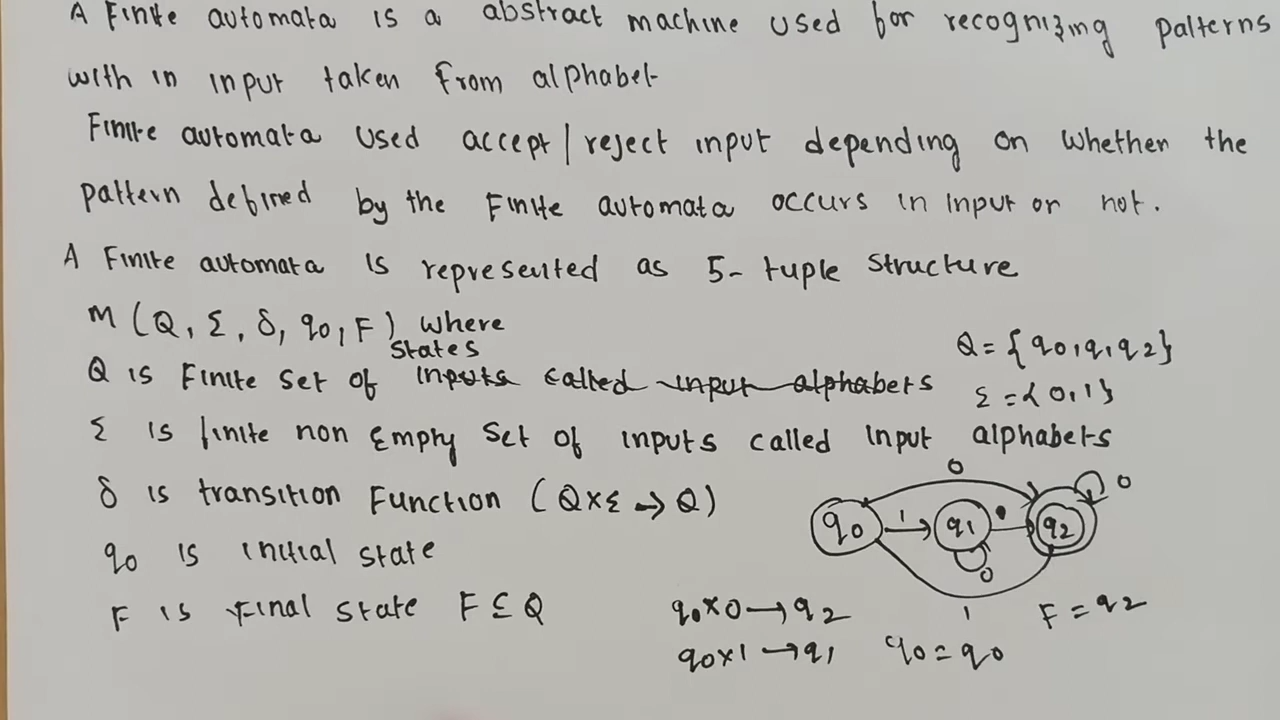 A Finite automata is a abstract machine used for recognizing patterns
with in input taken from alphabet
Finite automata used accept/reject input depending on whether the
pattern defined by the Finite automata occurs in input or not.
A Finite automata is represented as 5-tuple structure
M (Q, Σ, δ, q0, F) where
states
Q is Finite set of inputs called input alphabets
Q = {q0, q1, q2}
Σ = {0, 1}
Σ is finite non Empty Set of inputs called Input alphabets
δ is transition Function (Q×Σ → Q)
0
0
q0 1 q1 q2
0
1
q0 is initial state
F is Final state F ⊆ Q
q0×0 → q2
F = q2
q0×1 → q1
q0 = q0